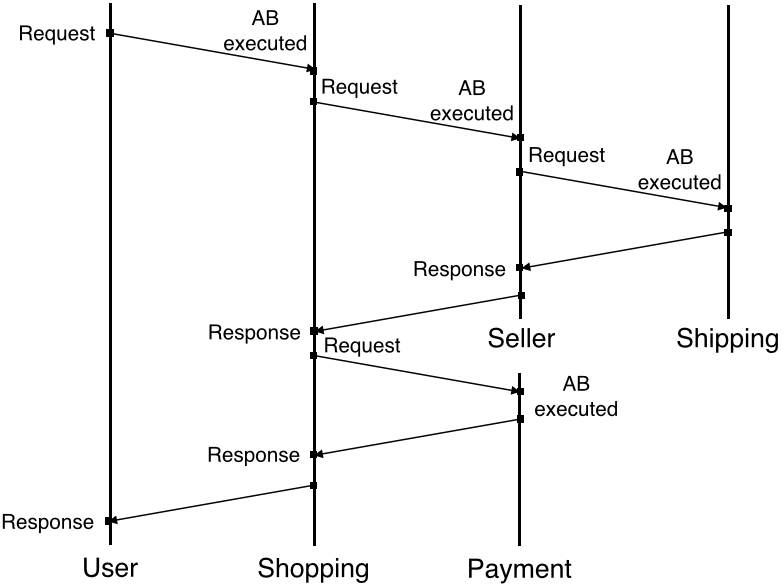 Request
AB
executed
Request
AB
executed
Request
AB
executed
Response
Response
Seller
Shipping
Request
AB
executed
Response
Response
User
Shopping
Payment